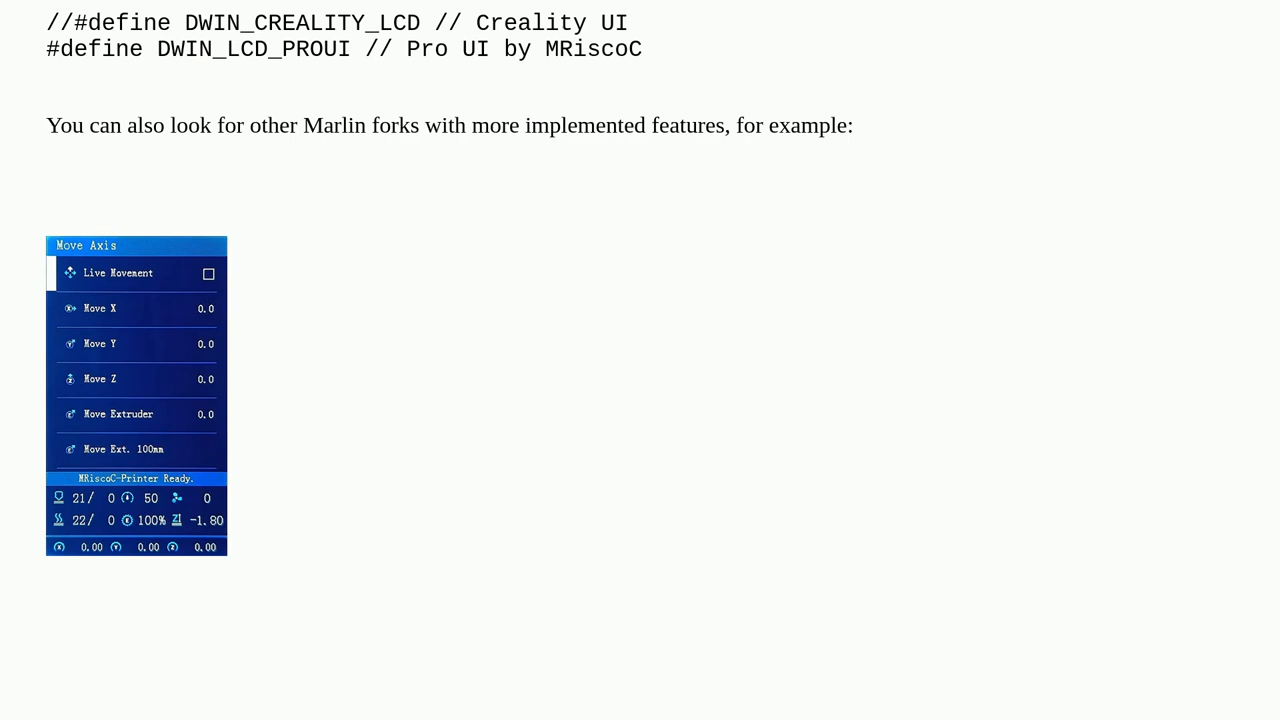 //#define DWIN_CREALITY_LCD // Creality UI
#define DWIN_LCD_PROUI // Pro UI by MRiscoC
You can also look for other Marlin forks with more implemented features, for example:
Move Axis
Live Movement
Move X 0.0
Move Y 0.0
Move Z 0.0
Move Extruder 0.0
Move Ext. 100mm
MRiscoC-Printer Ready.
21/ 0 50 0
22/ 0 100% -1.80
X 0.00 Y 0.00 Z 0.00